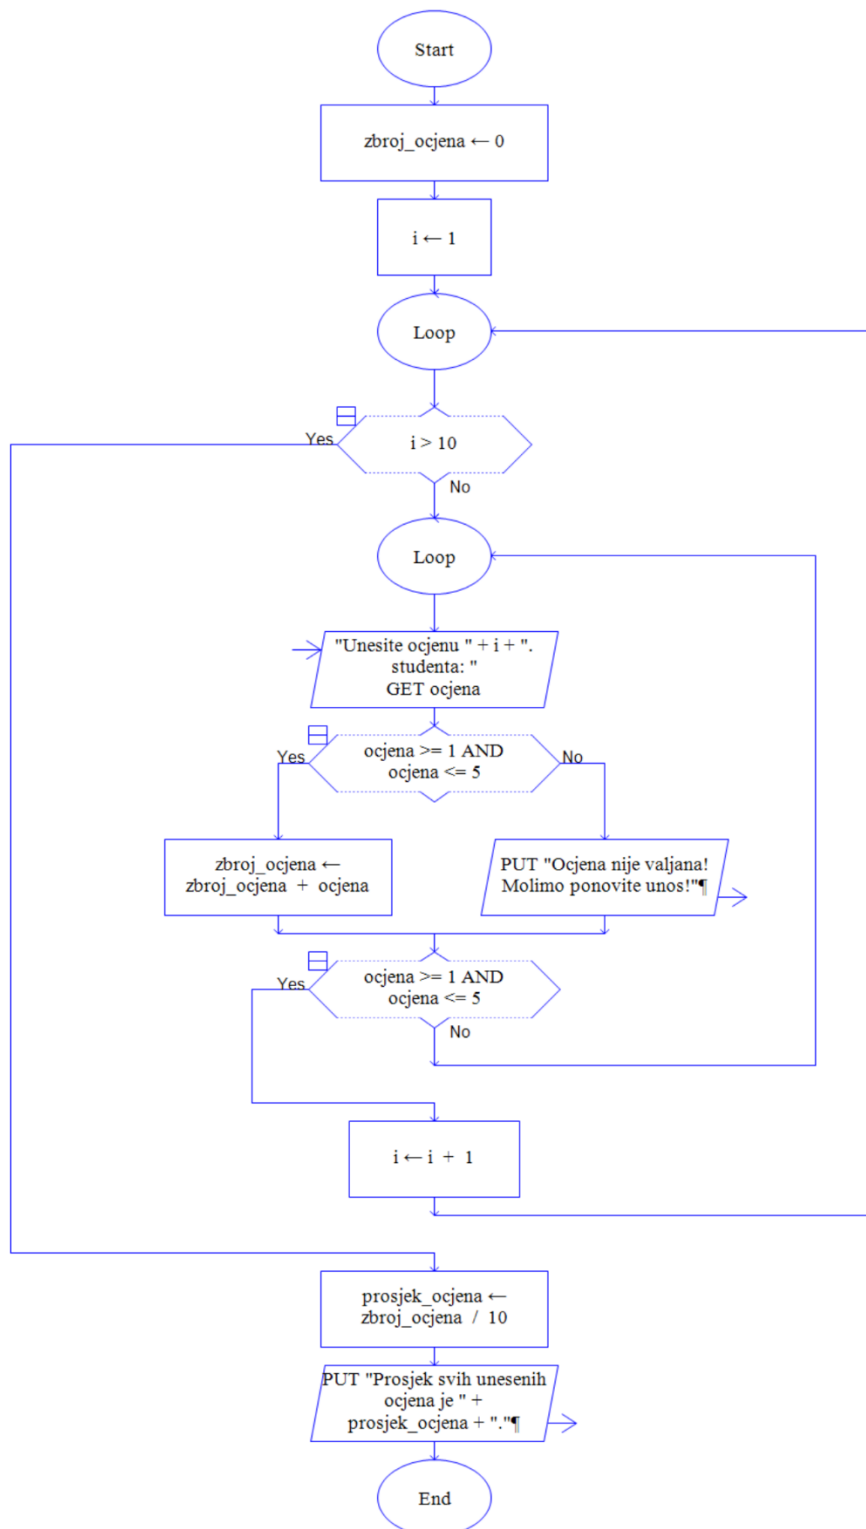 Start
zbroj_ocjena ← 0
i ← 1
Loop
Yes
i > 10
No
Loop
"Unesite ocjenu " + i + ".
studenta: "
GET ocjena
Yes
ocjena >= 1 AND
ocjena <= 5
No
zbroj_ocjena ←
zbroj_ocjena + ocjena
PUT "Ocjena nije valjana!
Molimo ponovite unos!"¶
Yes
ocjena >= 1 AND
ocjena <= 5
No
i ← i + 1
prosjek_ocjena ←
zbroj_ocjena / 10
PUT "Prosjek svih unesenih
ocjena je " +
prosjek_ocjena + "."¶
End